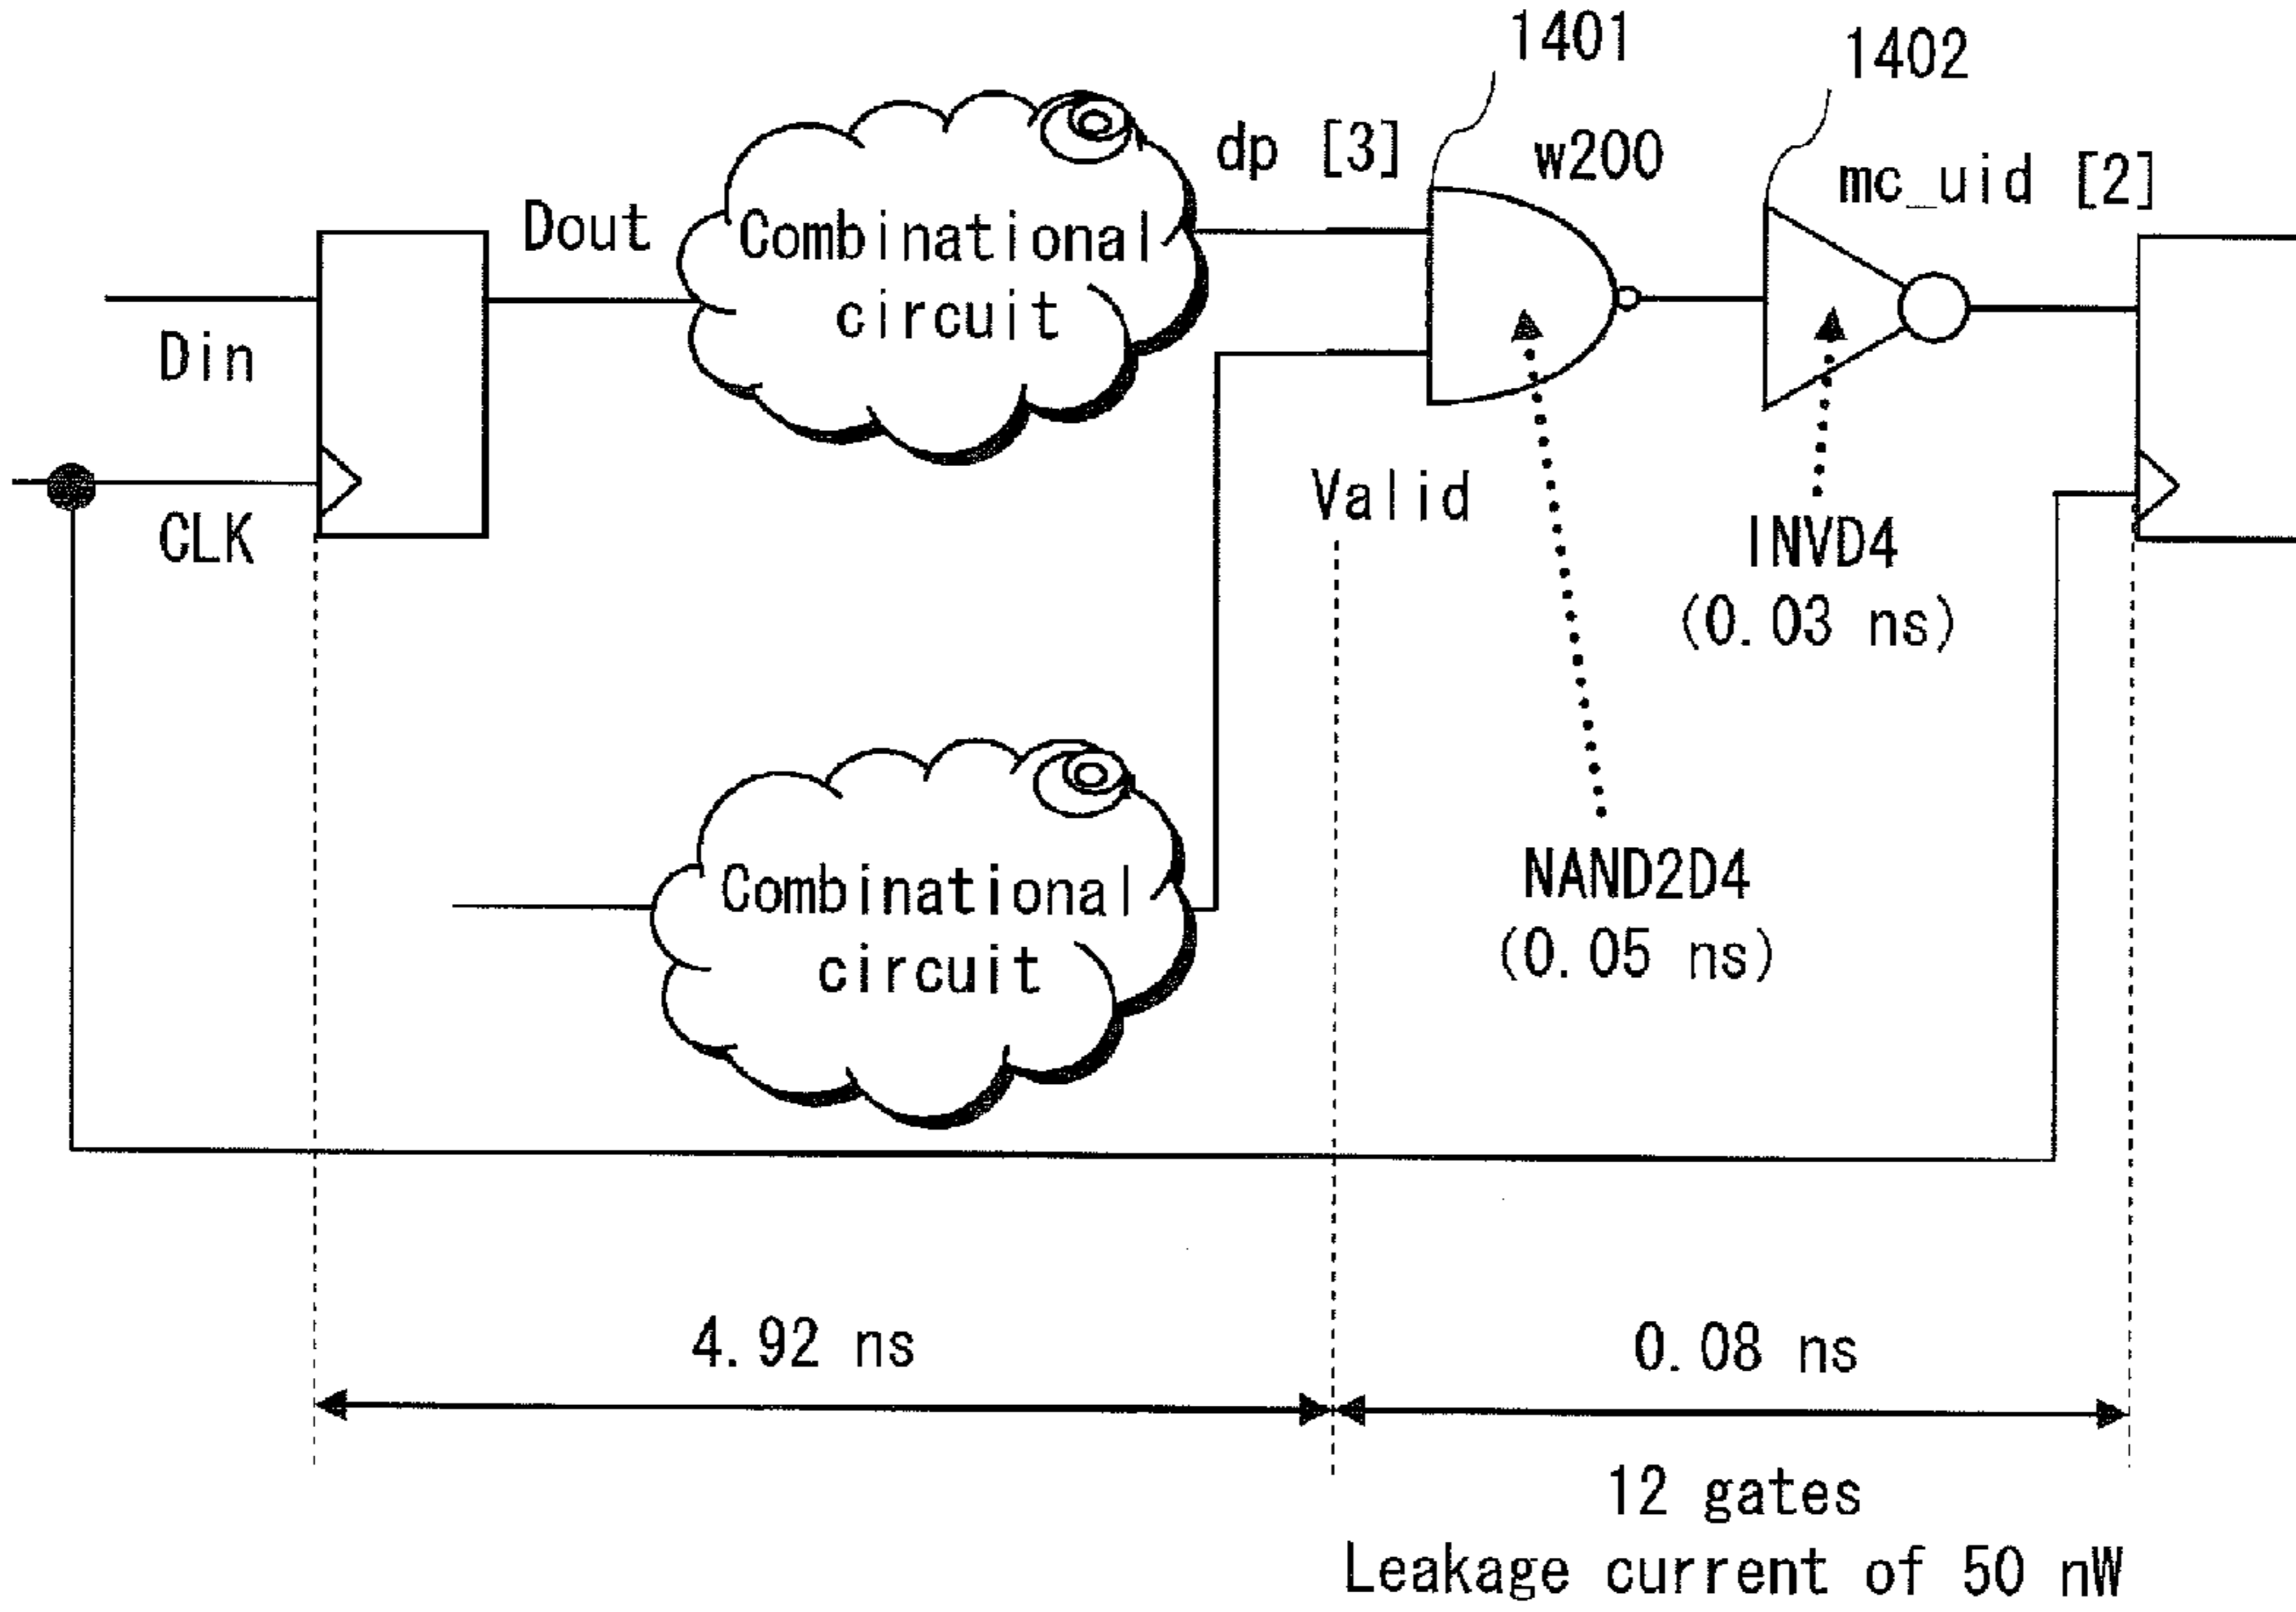 1401
1402
dp [3]
w200
mc_uid [2]
Dout
Combinational
circuit
Din
Valid
CLK
INVD4
(0.03 ns)
Combinational
circuit
NAND2D4
(0.05 ns)
4.92 ns
0.08 ns
12 gates
Leakage current of 50 nW